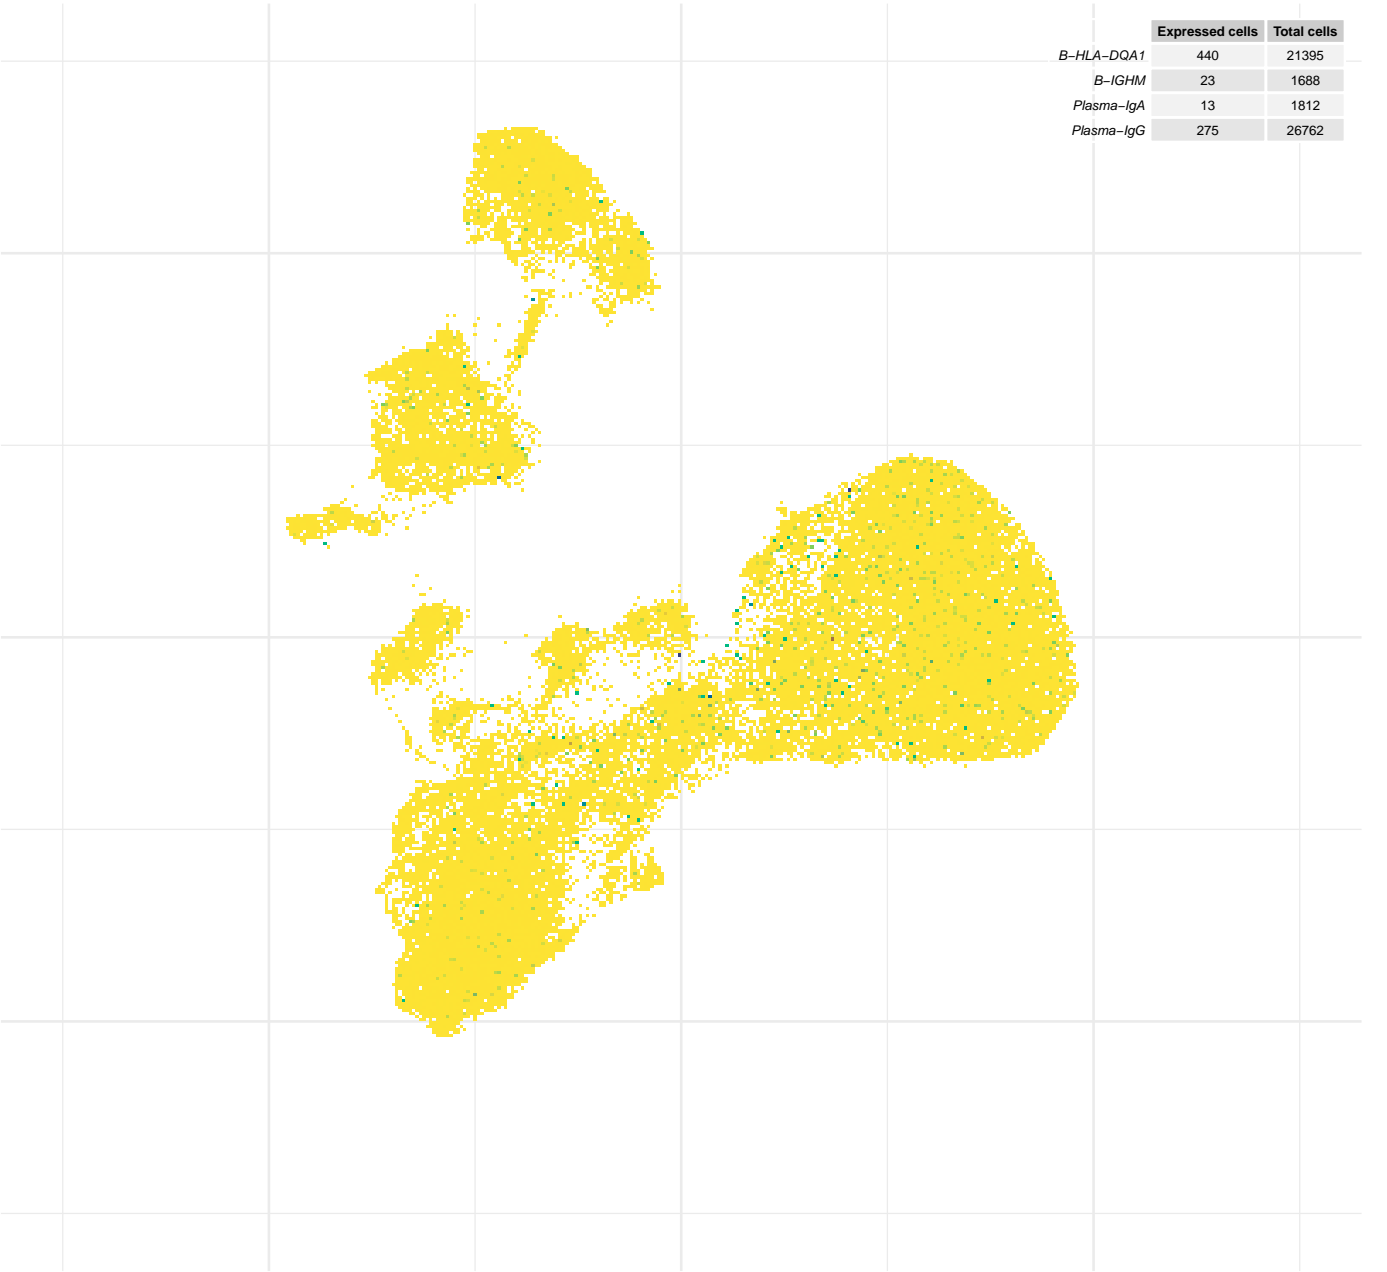 Expressed cells Total cells
B−HLA−DQA1 440 21395
B−IGHM 23 1688
Plasma−IgA 13 1812
Plasma−IgG 275 26762